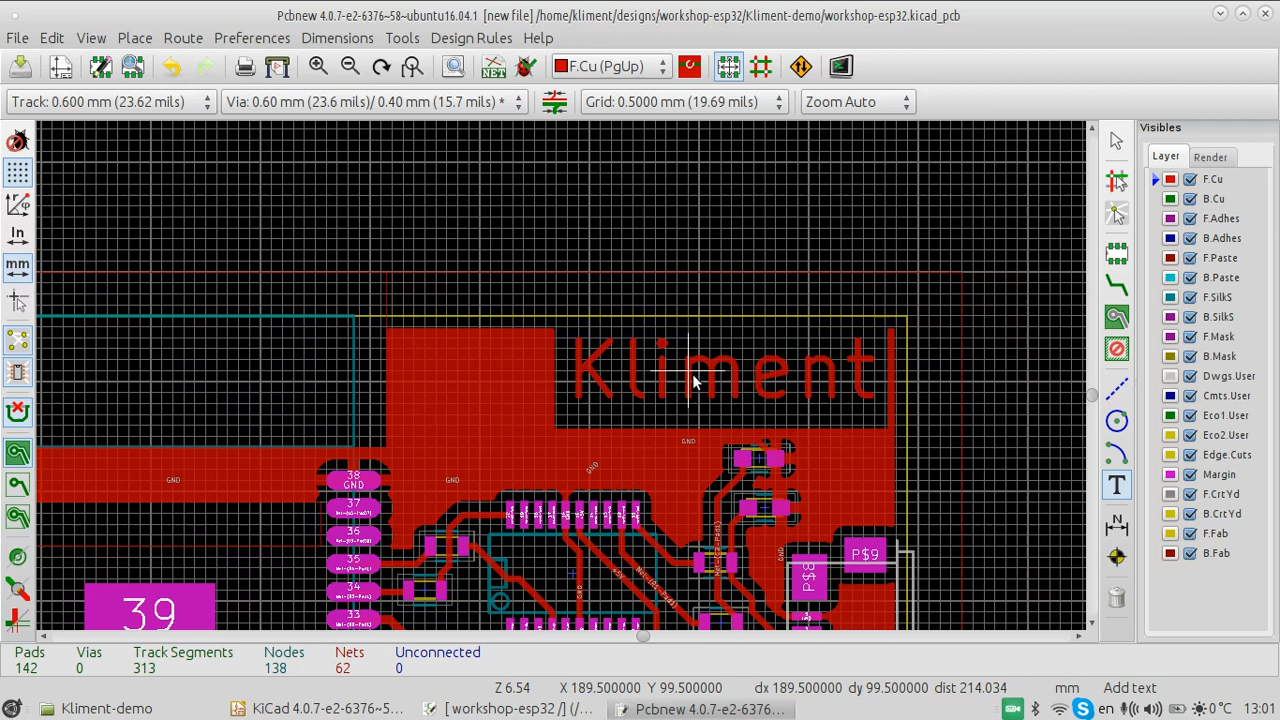 Pcbnew 4.0.7-e2-6376~58~ubuntu16.04.1 [new file] /home/kliment/designs/workshop-esp32/Kliment-demo/workshop-esp32.kicad_pcb
File Edit View Place Route Preferences Dimensions Tools Design Rules Help
NET F.Cu (PgUp)
Track: 0.600 mm (23.62 mils) Via: 0.60 mm (23.6 mils)/ 0.40 mm (15.7 mils) * Grid: 0.5000 mm (19.69 mils) Zoom Auto
Visibles
Layer Render
F.Cu
B.Cu
F.Adhes
B.Adhes
F.Paste
B.Paste
F.SilkS
B.SilkS
F.Mask
B.Mask
Dwgs.User
Cmts.User
Eco1.User
Eco2.User
Edge.Cuts
Margin
F.CrtYd
B.CrtYd
F.Fab
B.Fab
In
mm
T
N
Kliment
GND
GND
GND
GND
38
GND
37
36
35
34
33
39
GND
GND
P$9
P$8
Pads Vias Track Segments Nodes Nets Unconnected
142 0 313 138 62 0
Z 6.54 X 189.500000 Y 99.500000 dx 189.500000 dy 99.500000 dist 214.034 mm Add text
Kliment-demo KiCad 4.0.7-e2-6376~5... [ workshop-esp32 /] (/... Pcbnew 4.0.7-e2-6376... en 0°C 13:01